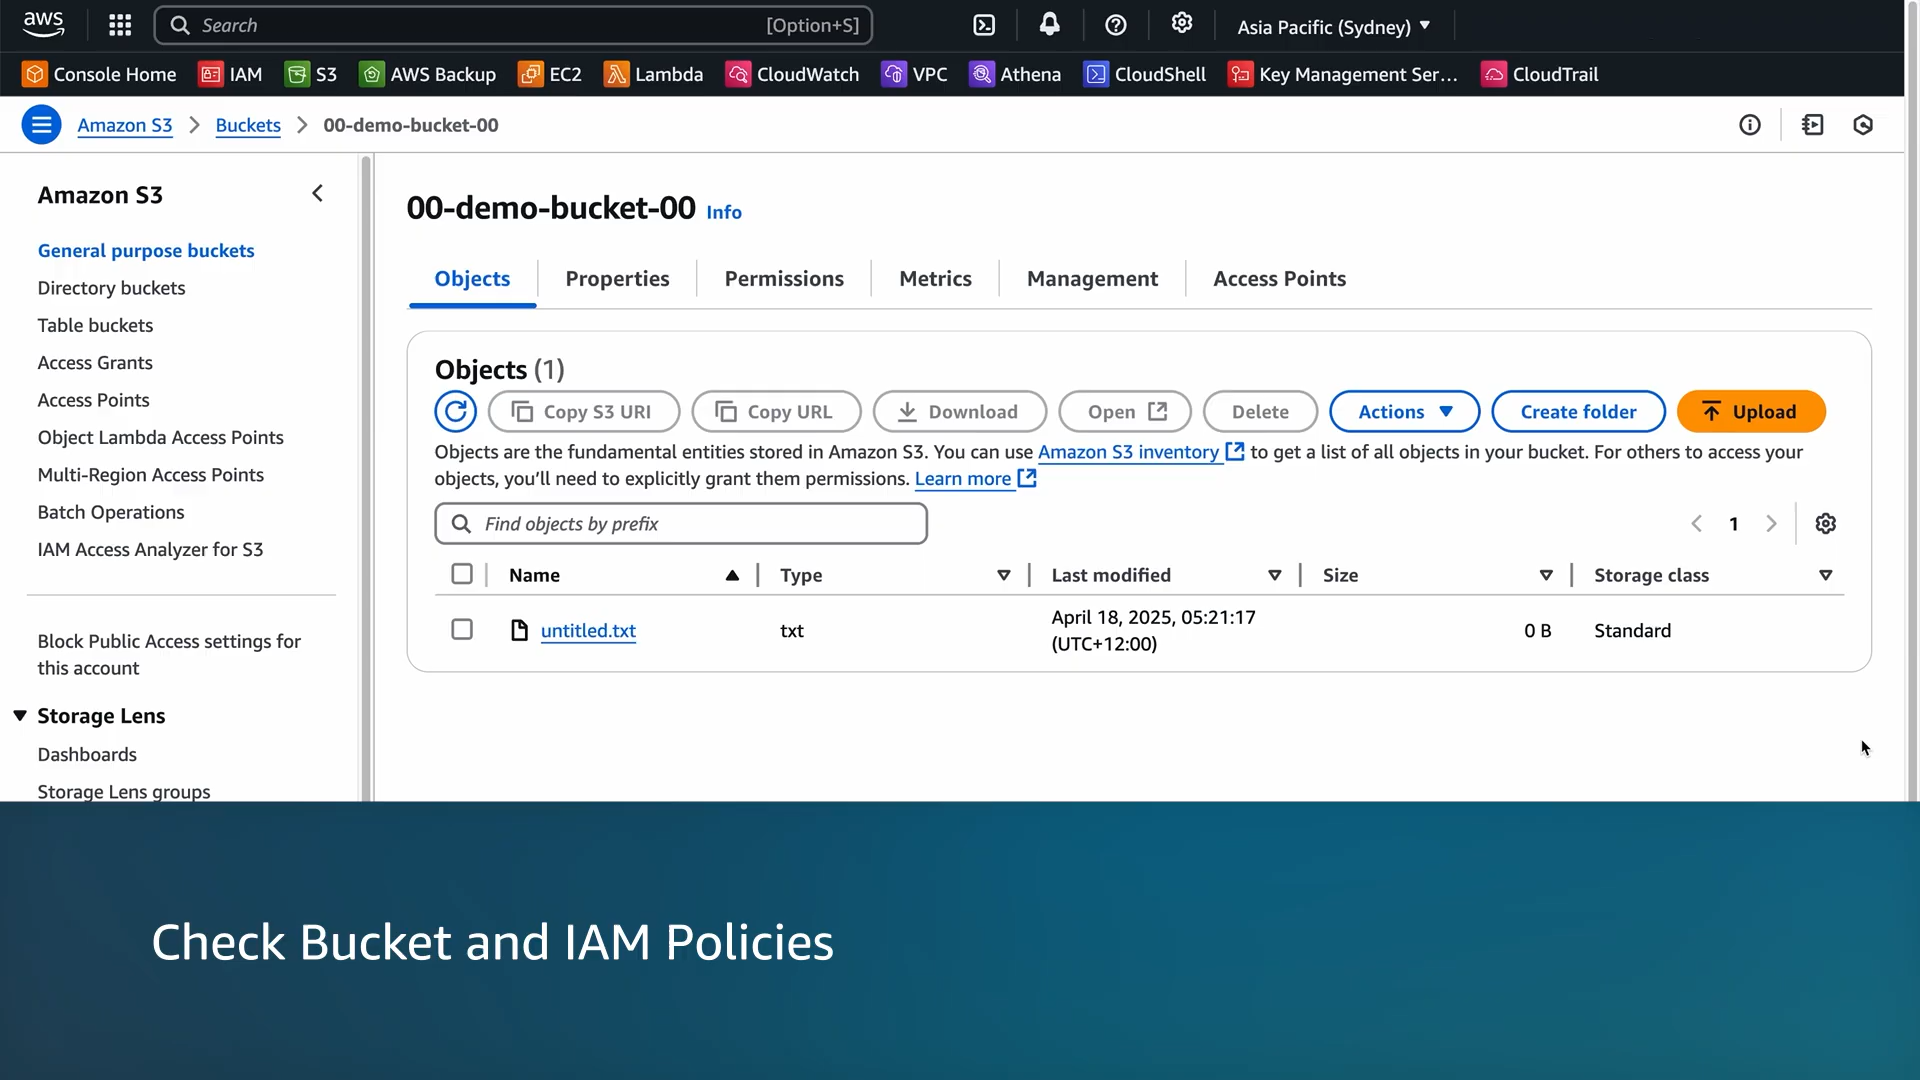 aws
Search [Option+S] Asia Pacific (Sydney)
Console Home IAM S3 AWS Backup EC2 Lambda CloudWatch VPC Athena CloudShell Key Management Ser... CloudTrail
Amazon S3 > Buckets > 00-demo-bucket-00
Amazon S3
General purpose buckets
Directory buckets
Table buckets
Access Grants
Access Points
Object Lambda Access Points
Multi-Region Access Points
Batch Operations
IAM Access Analyzer for S3
Block Public Access settings for
this account
Storage Lens
Dashboards
Storage Lens groups
00-demo-bucket-00 Info
Objects Properties Permissions Metrics Management Access Points
Objects (1)
Copy S3 URI Copy URL Download Open Delete Actions Create folder Upload
Objects are the fundamental entities stored in Amazon S3. You can use Amazon S3 inventory to get a list of all objects in your bucket. For others to access your
objects, you’ll need to explicitly grant them permissions. Learn more
Find objects by prefix 1
Name Type Last modified Size Storage class
untitled.txt txt April 18, 2025, 05:21:17 0 B Standard
(UTC+12:00)
Check Bucket and IAM Policies